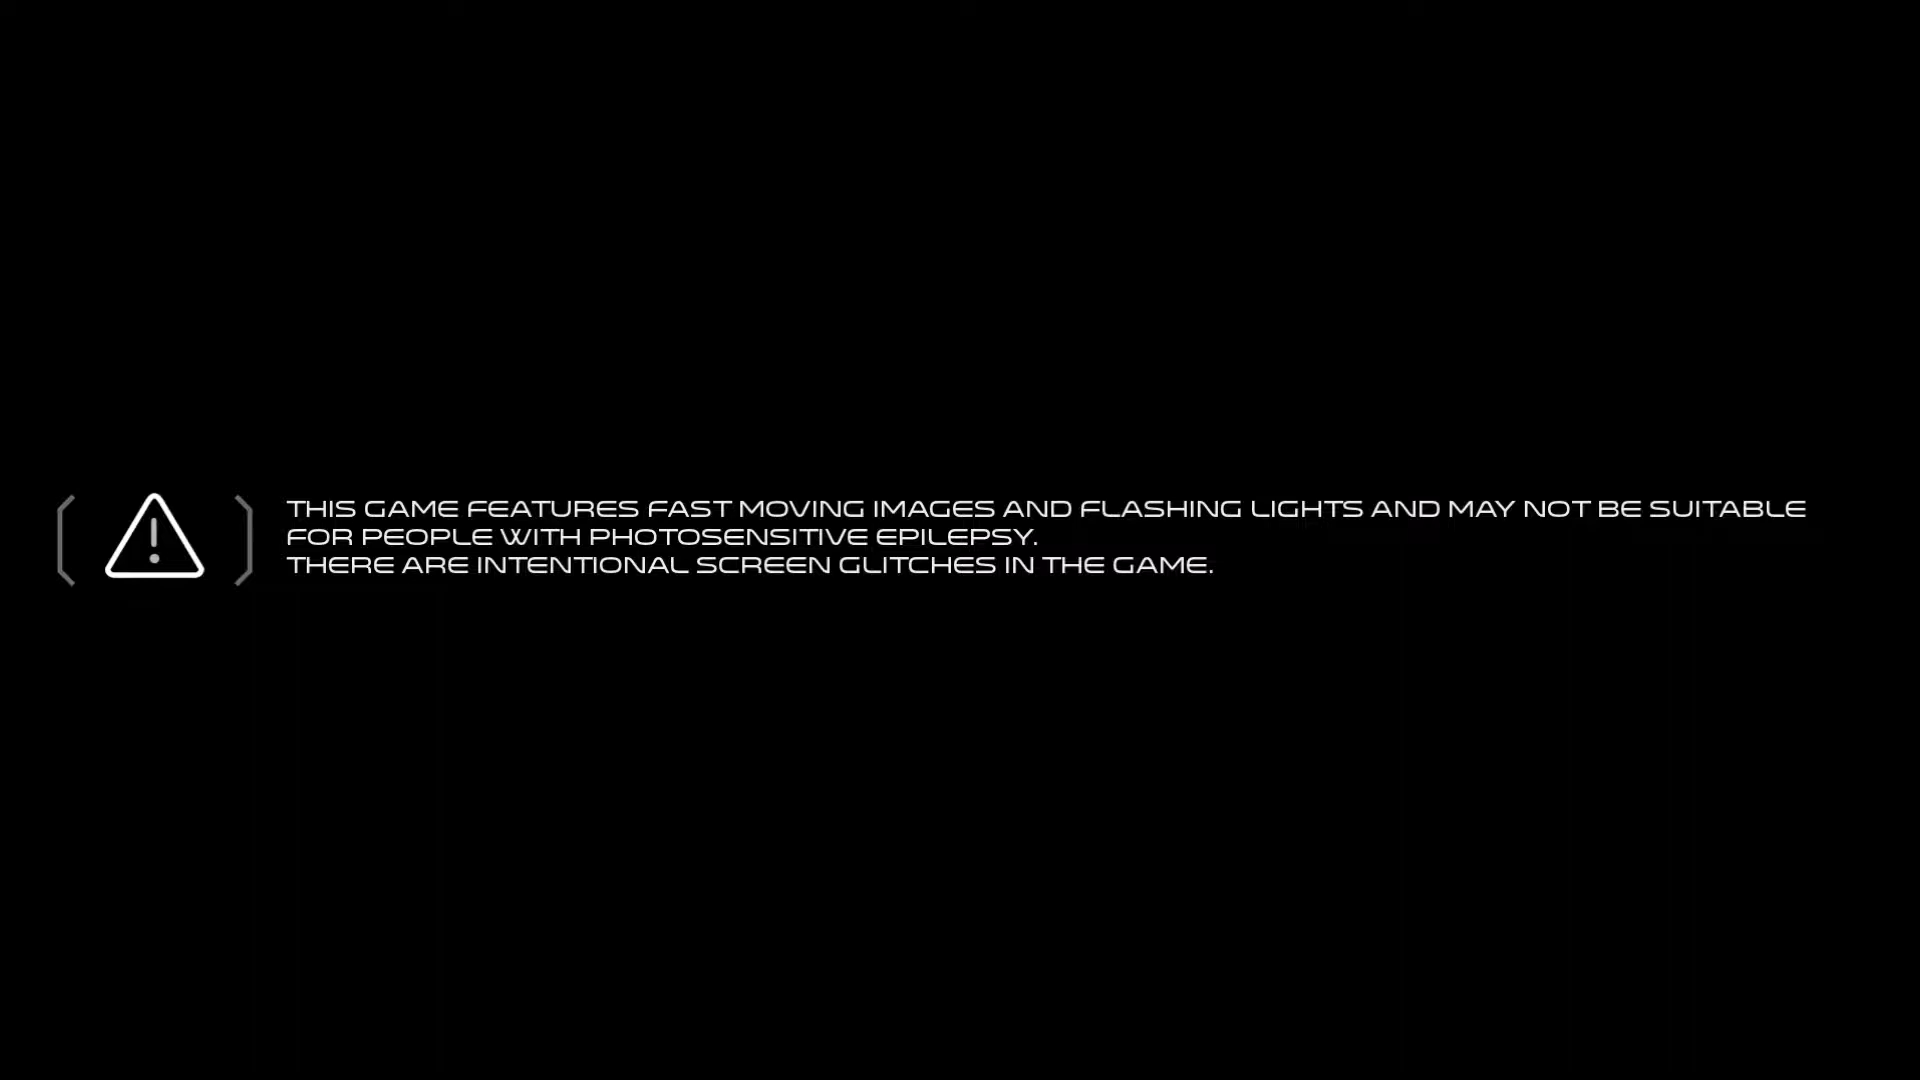 THIS GAME FEATURES FAST MOVING IMAGES AND FLASHING LIGHTS AND MAY NOT BE SUITABLE
FOR PEOPLE WITH PHOTOSENSITIVE EPILEPSY.
THERE ARE INTENTIONAL SCREEN GLITCHES IN THE GAME.